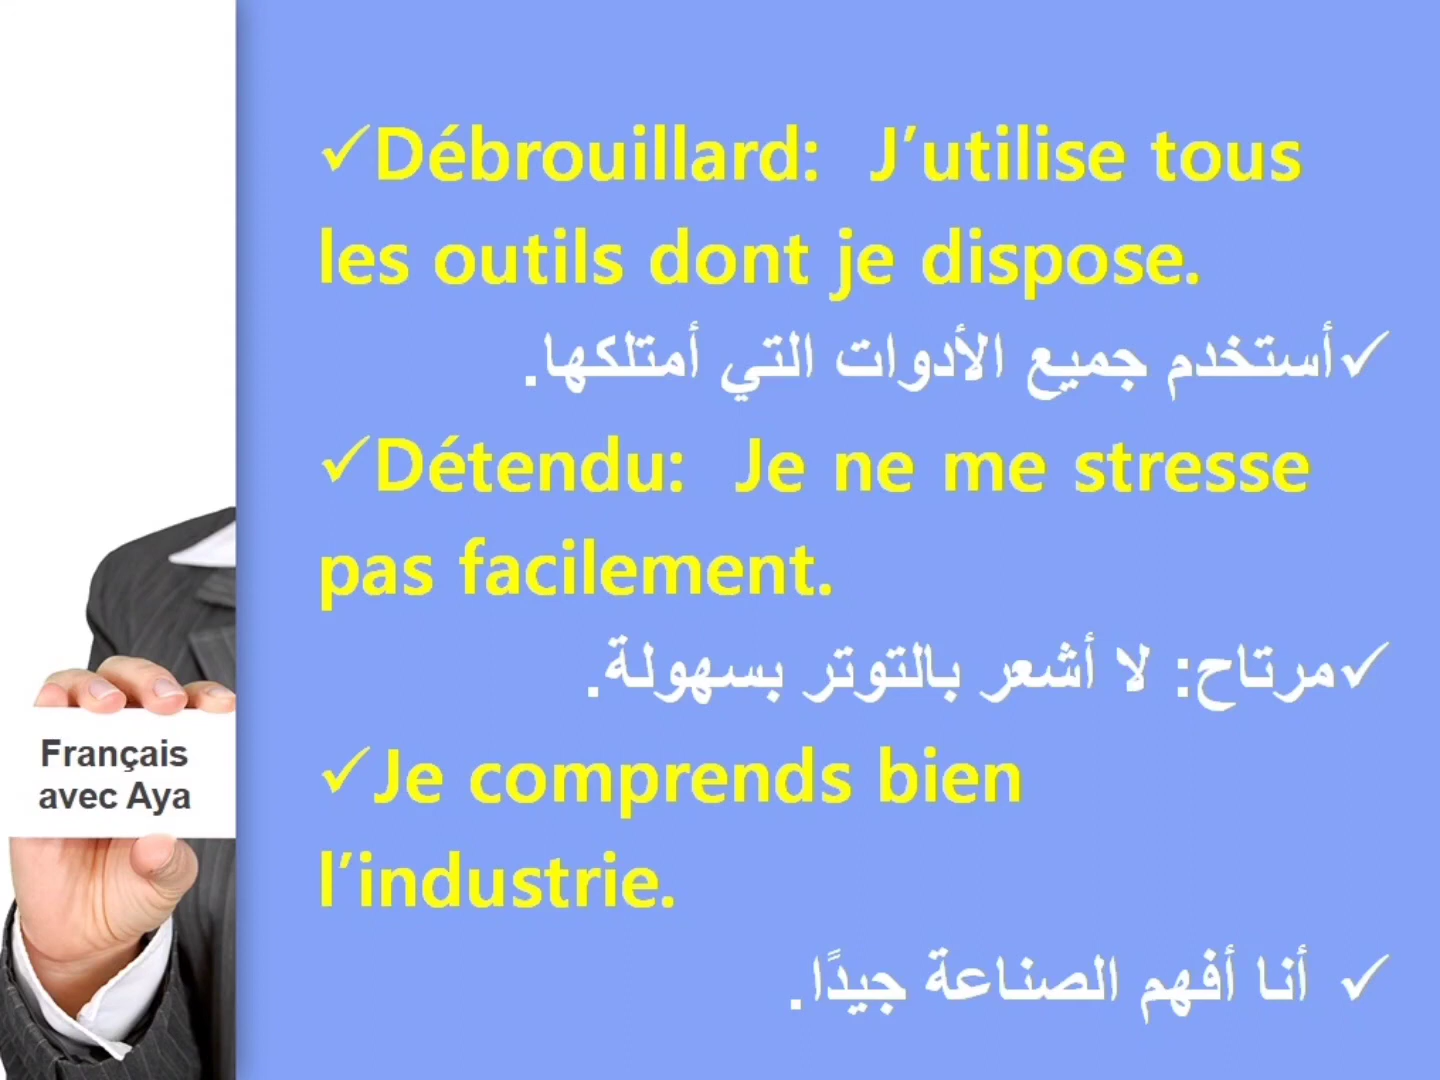 ✓Débrouillard: J’utilise tous
les outils dont je dispose.
✓أستخدم جميع الأدوات التي أمتلكها.
✓Détendu: Je ne me stresse
pas facilement.
✓مرتاح: لا أشعر بالتوتر بسهولة.
✓Je comprends bien
l’industrie.
✓ أنا أفهم الصناعة جيدًا.
Français
avec Aya